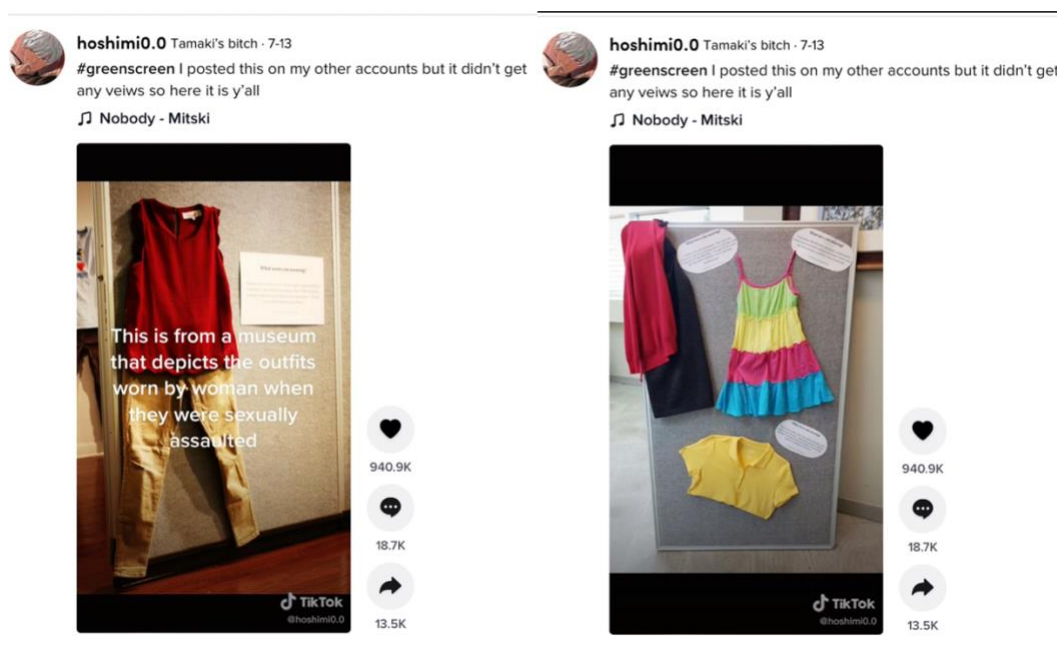 hoshimi0.0 Tamaki's bitch · 7-13
#greenscreen I posted this on my other accounts but it didn't get
any veiws so here it is y'all
Nobody - Mitski
This is from a museum
that depicts the outfits
worn by woman when
they were sexually
assaulted
940.9K
18.7K
13.5K
TikTok
@hoshimi0.0
hoshimi0.0 Tamaki's bitch · 7-13
#greenscreen I posted this on my other accounts but it didn't get
any veiws so here it is y'all
Nobody - Mitski
940.9K
18.7K
13.5K
TikTok
@hoshimi0.0